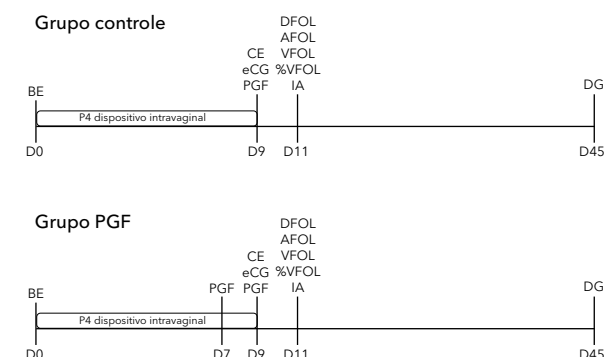 Grupo controle
DFOL
AFOL
CE VFOL
eCG %VFOL
BE PGF IA DG
P4 dispositivo intravaginal
D0 D9 D11 D45
Grupo PGF
DFOL
AFOL
CE VFOL
eCG %VFOL
BE PGF PGF IA DG
P4 dispositivo intravaginal
D0 D7 D9 D11 D45